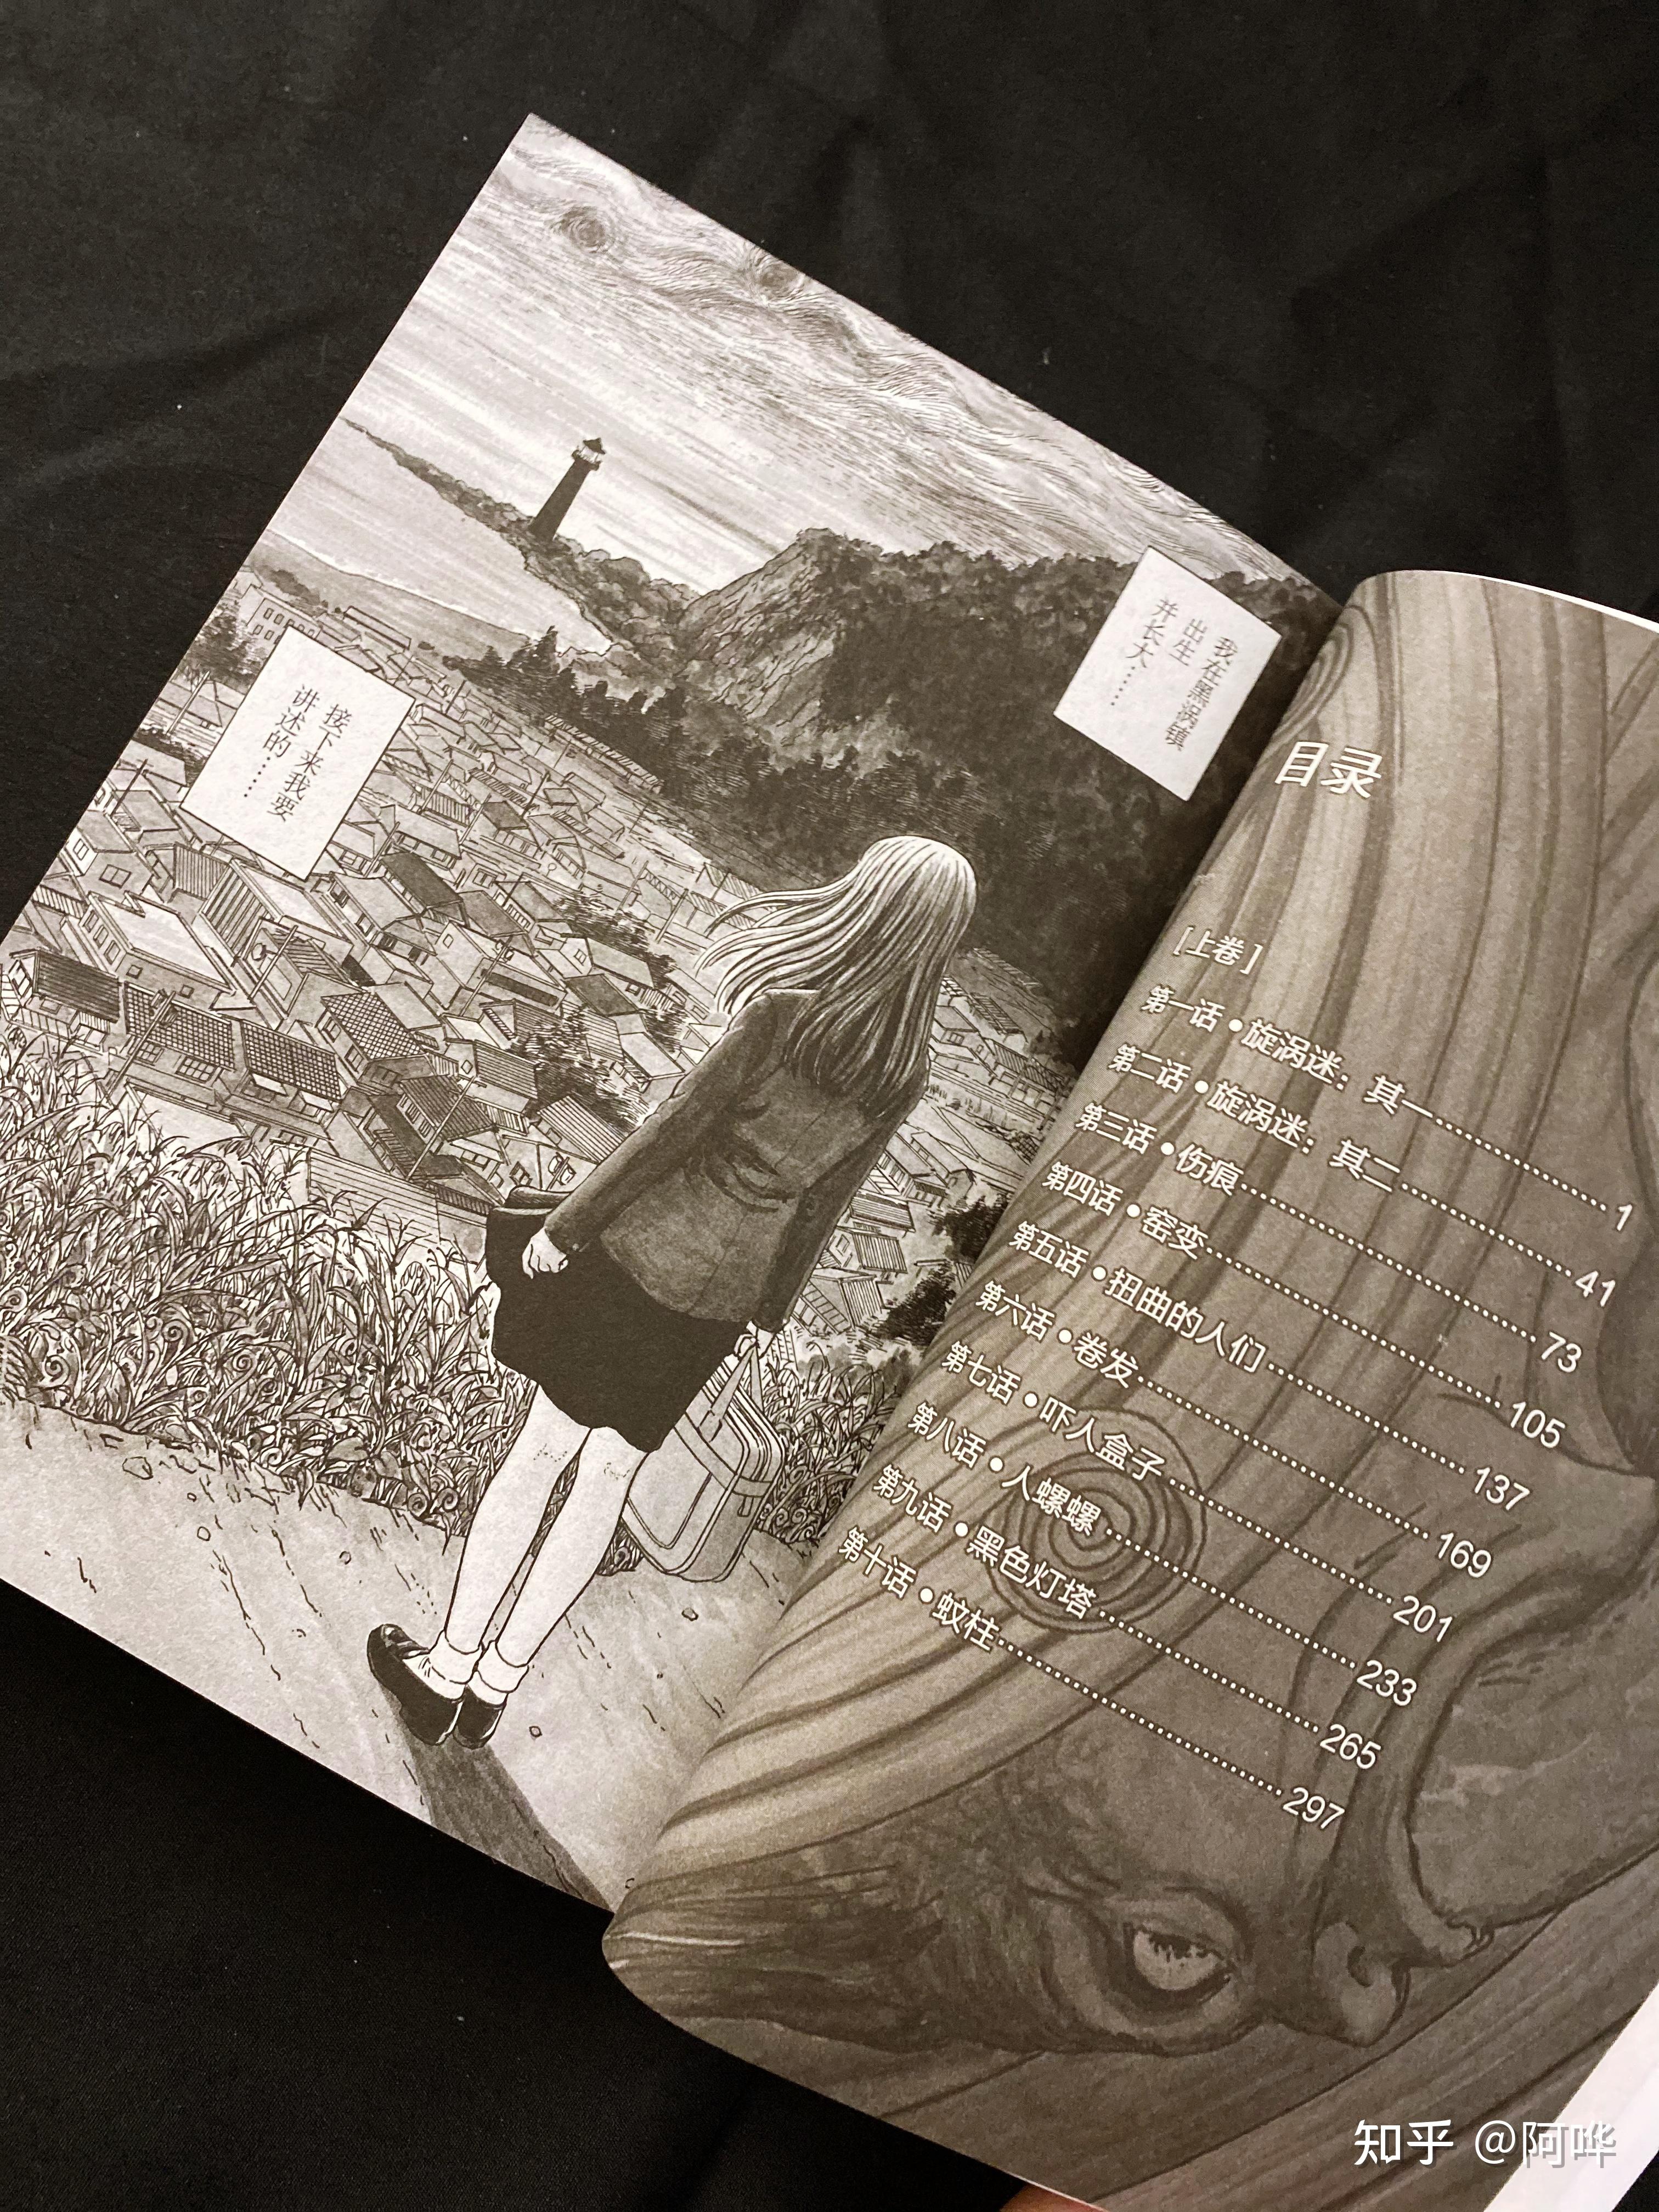 我在黑涡镇
出生
并长大……
接下来我要
讲述的……
目录
[上卷]
第一话●旋涡迷：其一……1
第二话●旋涡迷：其二……41
第三话●伤痕……73
第四话●窑变……105
第五话●扭曲的人们……137
第六话●卷发……169
第七话●吓人盒子……201
第八话●人螺螺……233
第九话●黑色灯塔……265
第十话●蚊柱……297
知乎 @阿哗